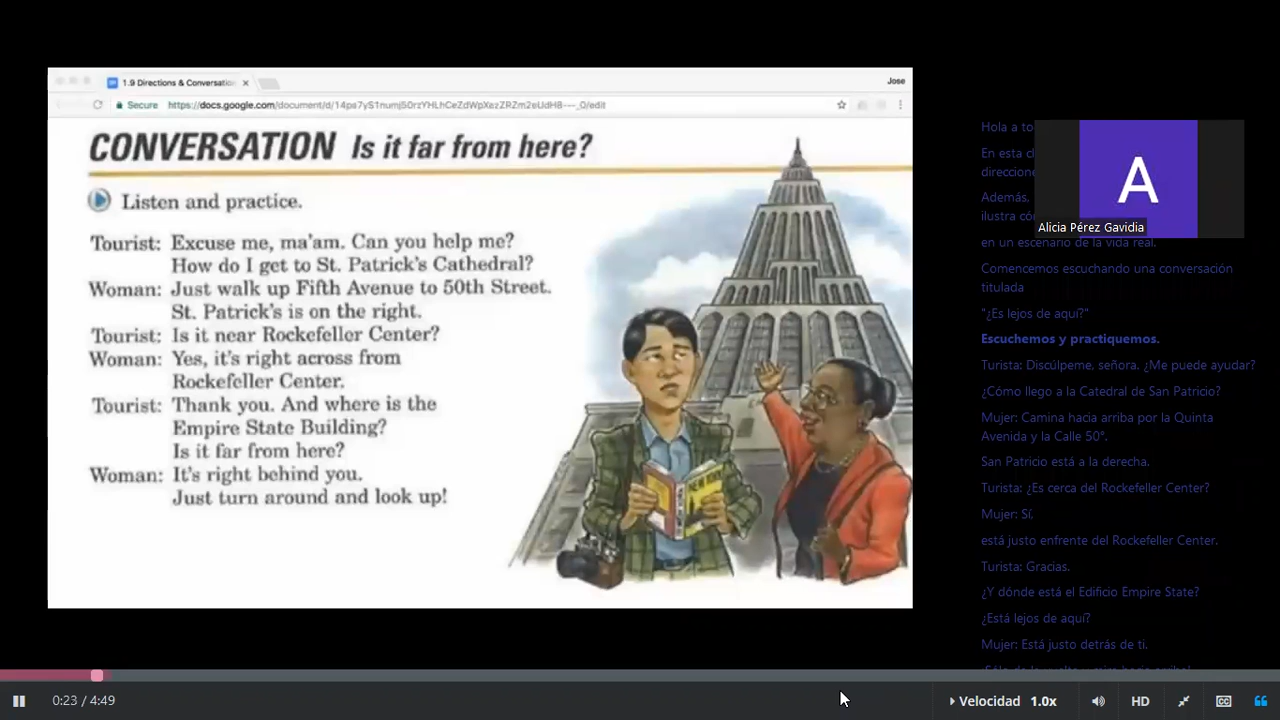 1.9 Directions & Conversatio
Jose
Secure
CONVERSATION Is it far from here?
Listen and practice.
Tourist: Excuse me, ma'am. Can you help me?
How do I get to St. Patrick's Cathedral?
Woman: Just walk up Fifth Avenue to 50th Street.
St. Patrick's is on the right.
Tourist: Is it near Rockefeller Center?
Woman: Yes, it's right across from
Rockefeller Center.
Tourist: Thank you. And where is the
Empire State Building?
Is it far from here?
Woman: It's right behind you.
Just turn around and look up!
NEW YORK
Hola a to
En esta cl
direccione
Además,
ilustra có
en un escenario de la vida real.
Comencemos escuchando una conversación
titulada
"¿Es lejos de aquí?"
Escuchemos y practiquemos.
Turista: Discúlpeme, señora. ¿Me puede ayudar?
¿Cómo llego a la Catedral de San Patricio?
Mujer: Camina hacia arriba por la Quinta
Avenida y la Calle 50°.
San Patricio está a la derecha.
Turista: ¿Es cerca del Rockefeller Center?
Mujer: Sí,
está justo enfrente del Rockefeller Center.
Turista: Gracias.
¿Y dónde está el Edificio Empire State?
¿Está lejos de aquí?
Mujer: Está justo detrás de ti.
A
Alicia Pérez Gavidia
0:23 / 4:49
Velocidad 1.0x
HD
CC